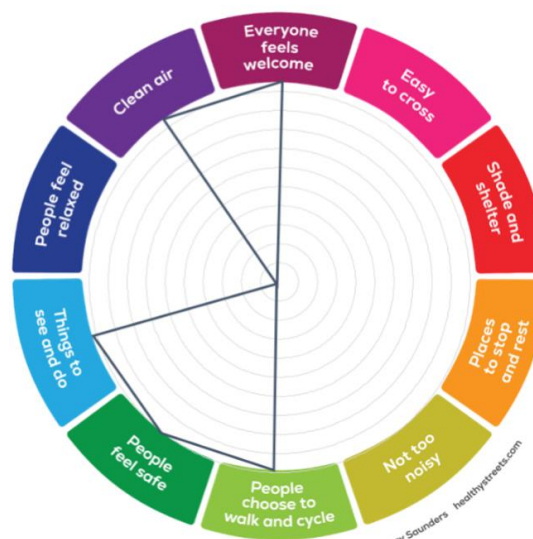 Everyone
feels
welcome
Easy
to cross
Shade and
shelter
Places
to stop
and rest
Not too
noisy
People
choose to
walk and cycle
People
feel safe
Things to
see and do
People feel
relaxed
Clean air
Saunders healthystreets.com